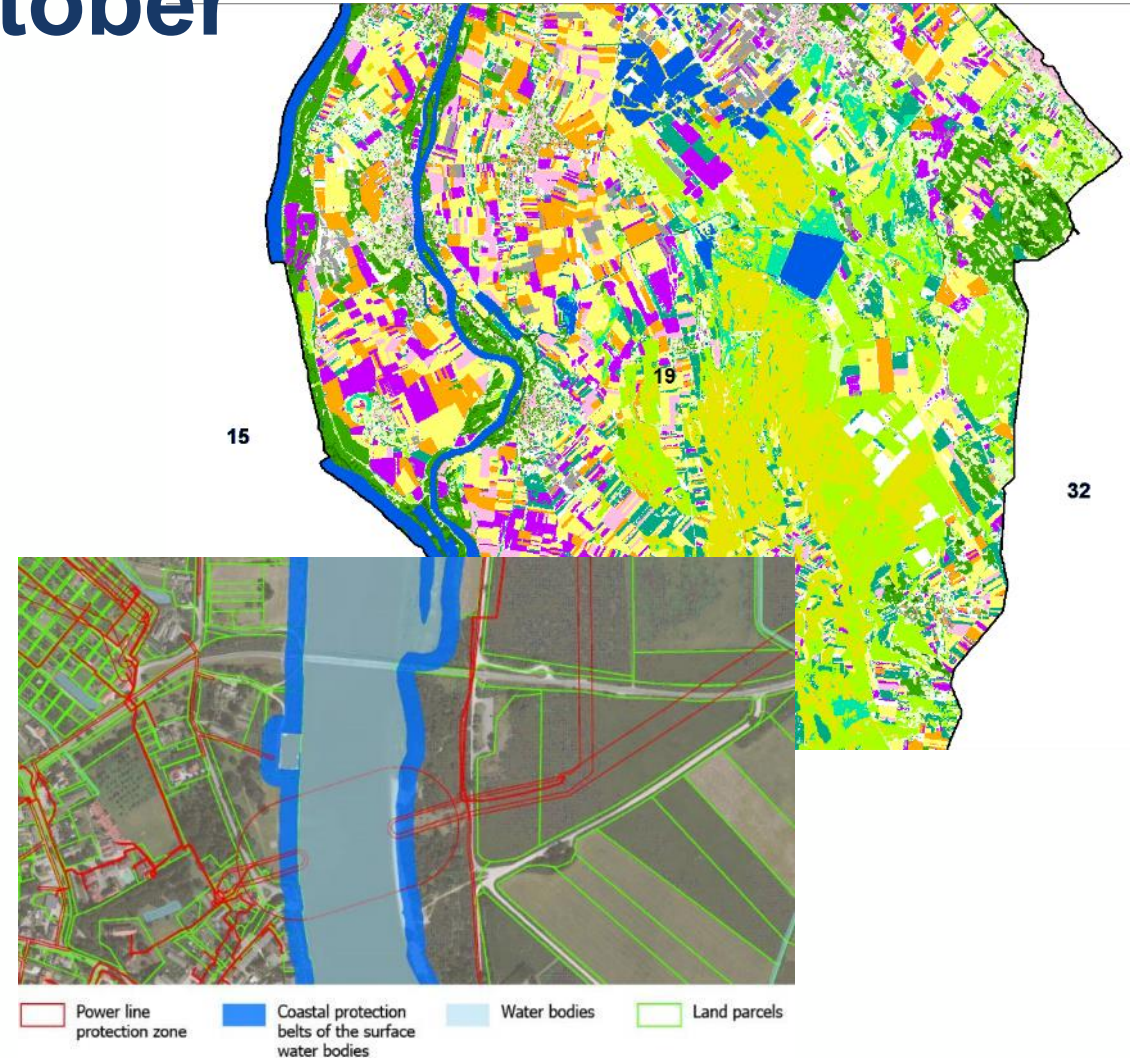 tober
19
15
32
Power line
protection zone
Coastal protection
belts of the surface
water bodies
Water bodies
Land parcels